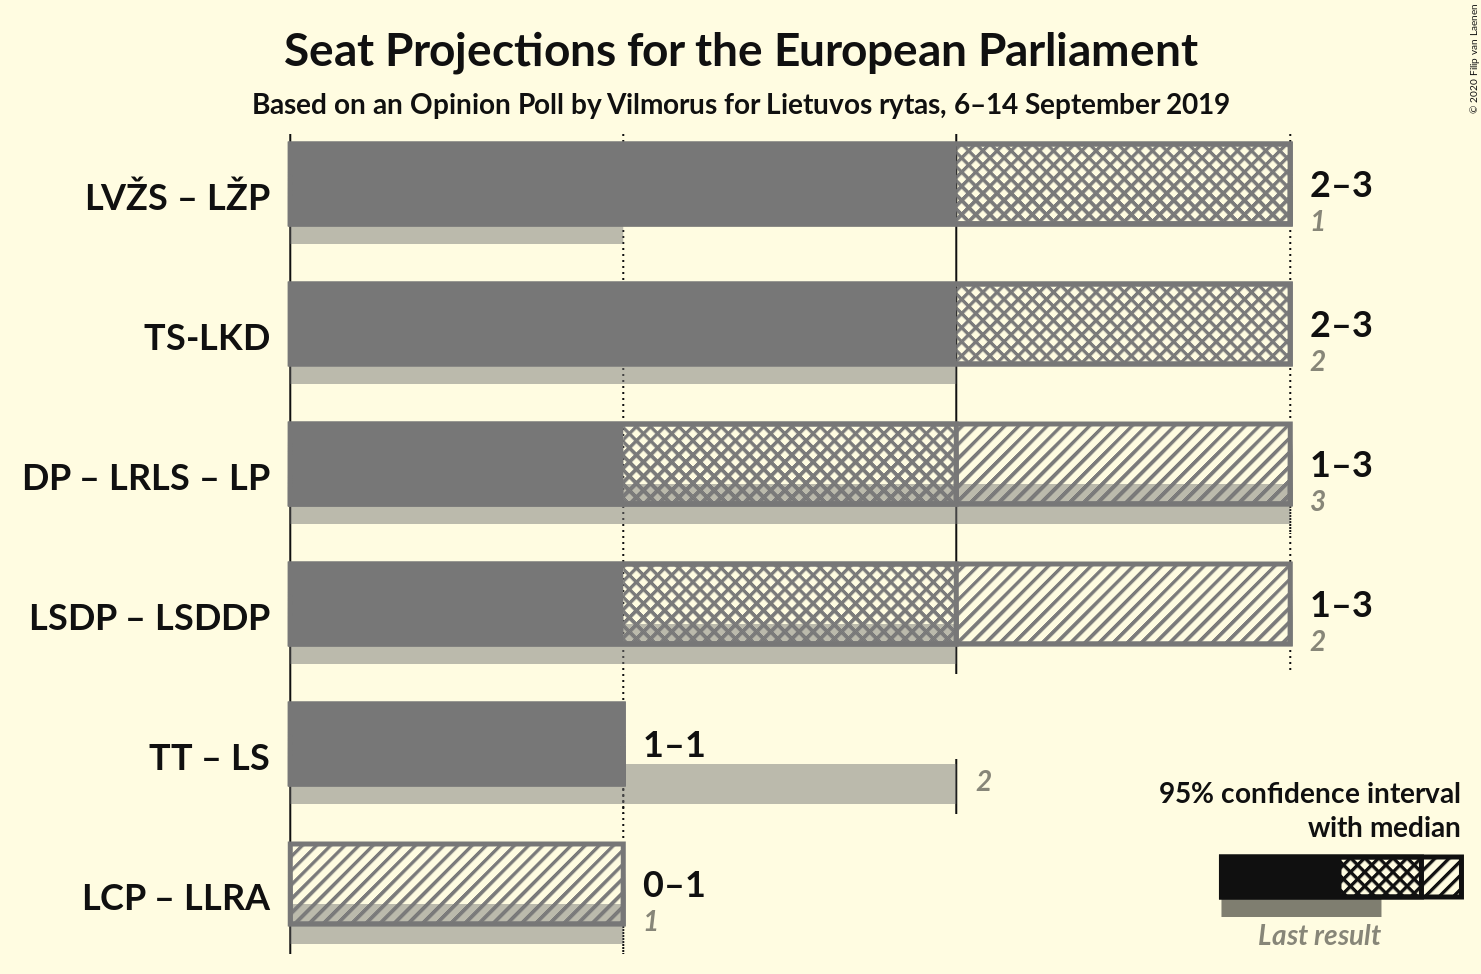 Seat Projections for the European Parliament
Based on an Opinion Poll by Vilmorus for Lietuvos rytas, 6–14 September 2019
© 2020 Filip van Laenen
LVŽS – LŽP
2–3
1
TS-LKD
2–3
2
DP – LRLS – LP
1–3
3
LSDP – LSDDP
1–3
2
TT – LS
1–1
2
LCP – LLRA
0–1
1
95% confidence interval
with median
Last result